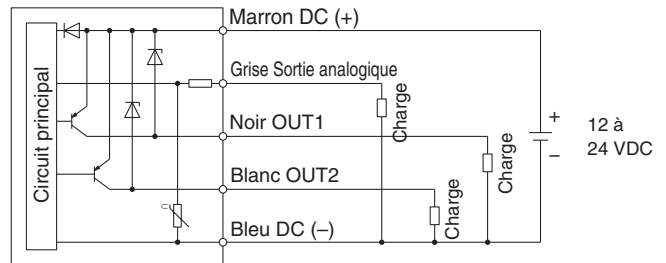 Marron DC (+)
Grise Sortie analogique
Noir OUT1
Blanc OUT2
Bleu DC (–)
Circuit principal
Charge
Charge
Charge
+
–
12 à
24 VDC